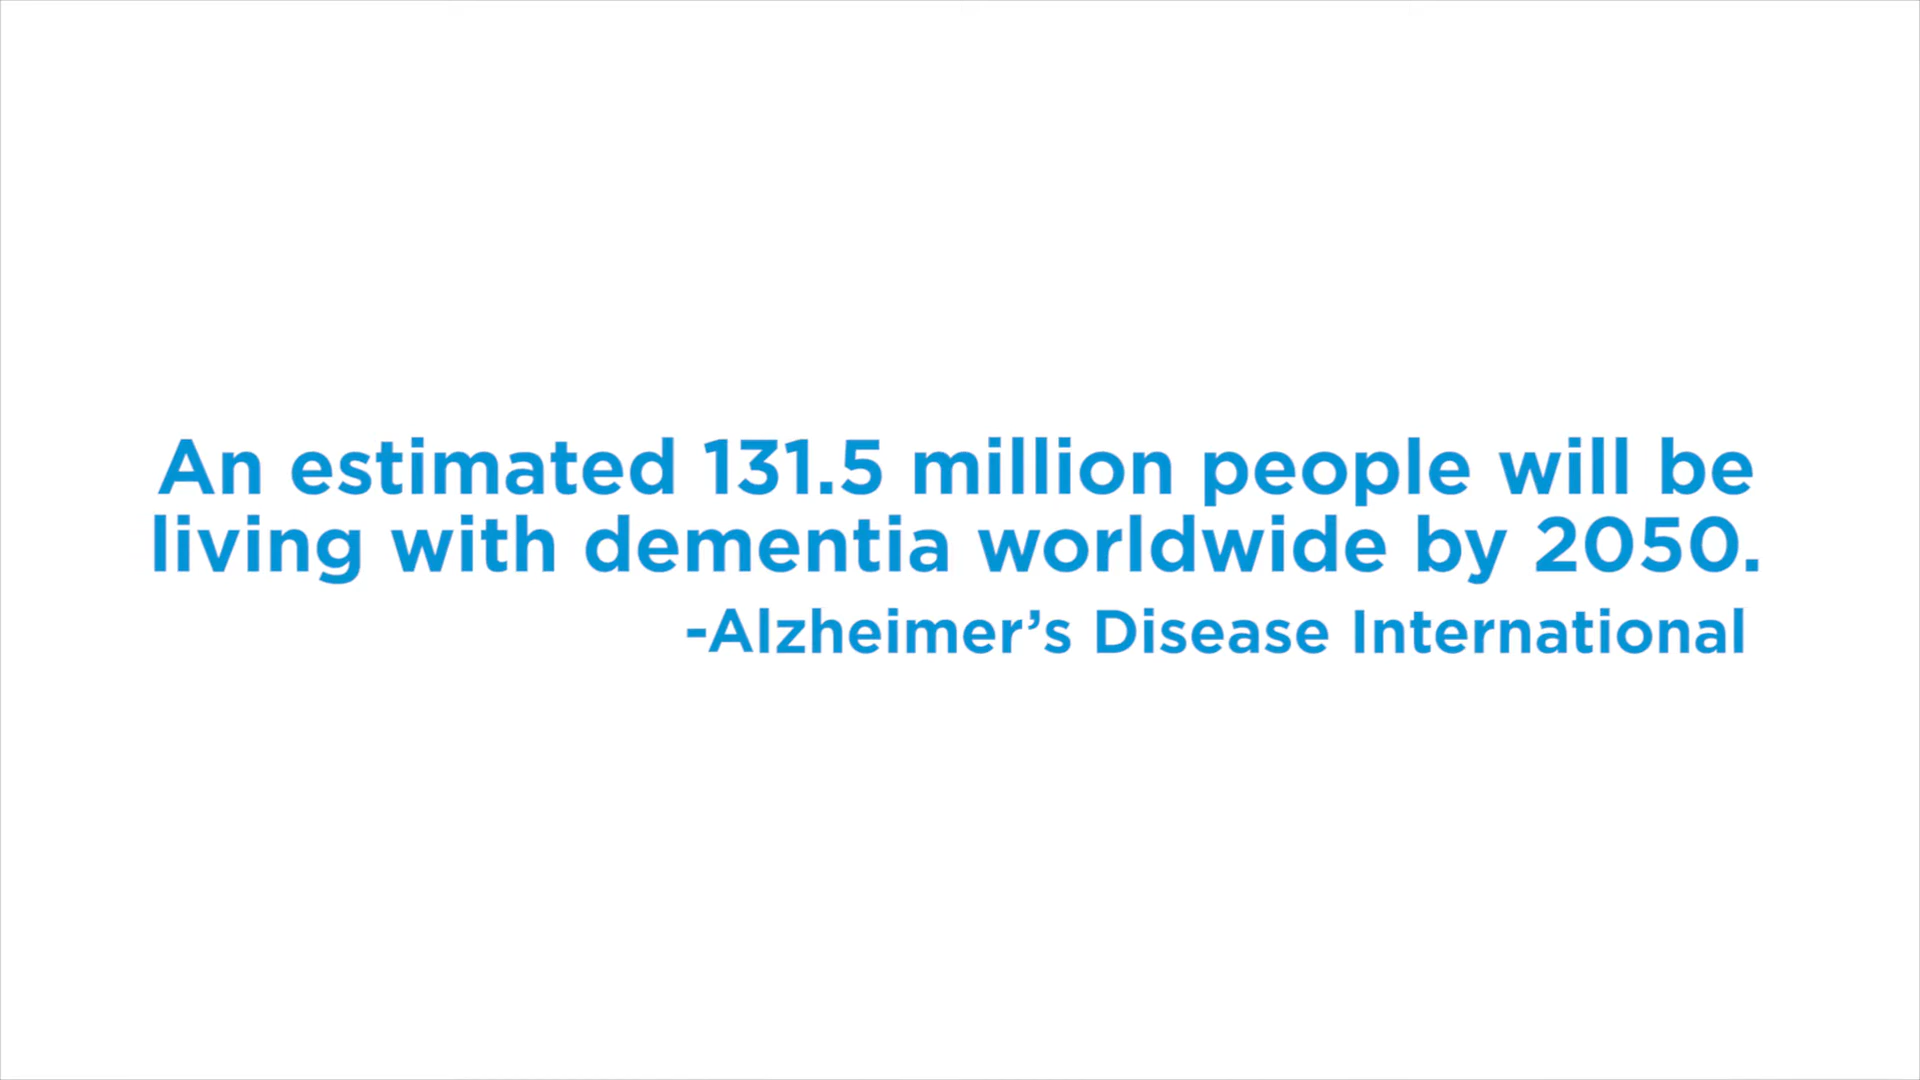 An estimated 131.5 million people will be
living with dementia worldwide by 2050.
-Alzheimer’s Disease International